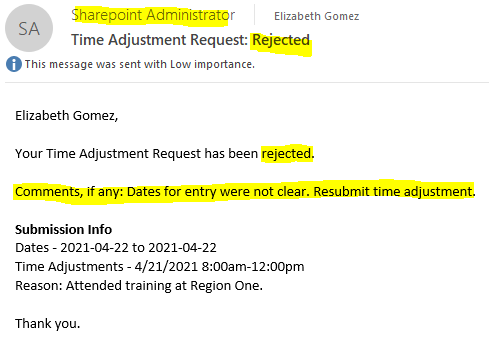 SA
Sharepoint Administrator
Elizabeth Gomez
Time Adjustment Request: Rejected
This message was sent with Low importance.
Elizabeth Gomez,
Your Time Adjustment Request has been rejected.
Comments, if any: Dates for entry were not clear. Resubmit time adjustment.
Submission Info
Dates - 2021-04-22 to 2021-04-22
Time Adjustments - 4/21/2021 8:00am-12:00pm
Reason: Attended training at Region One.
Thank you.